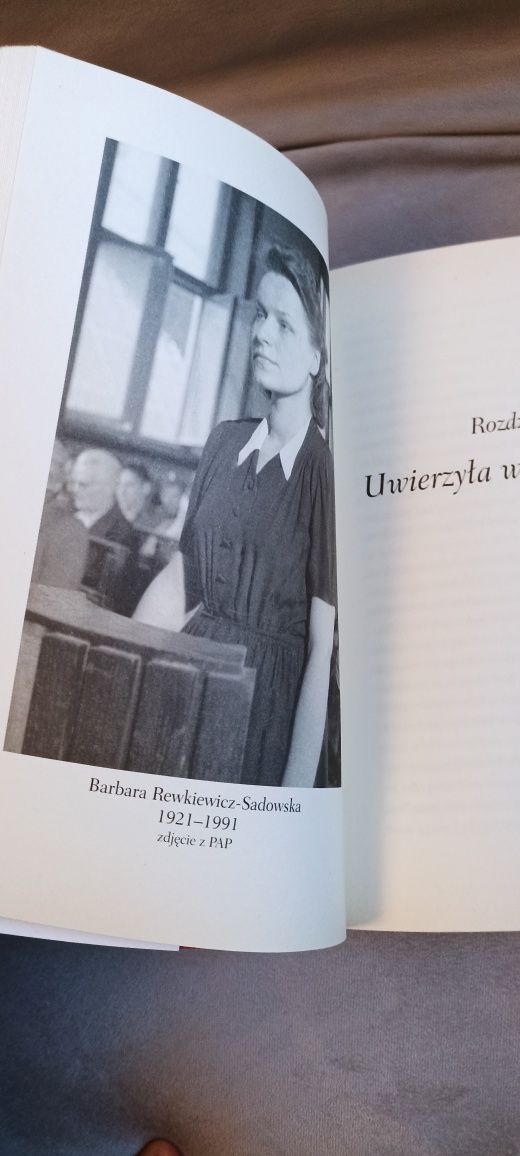 Barbara Rewkiewicz-Sadowska
1921–1991
zdjęcie z PAP
Rozdz
Uwierzyła w